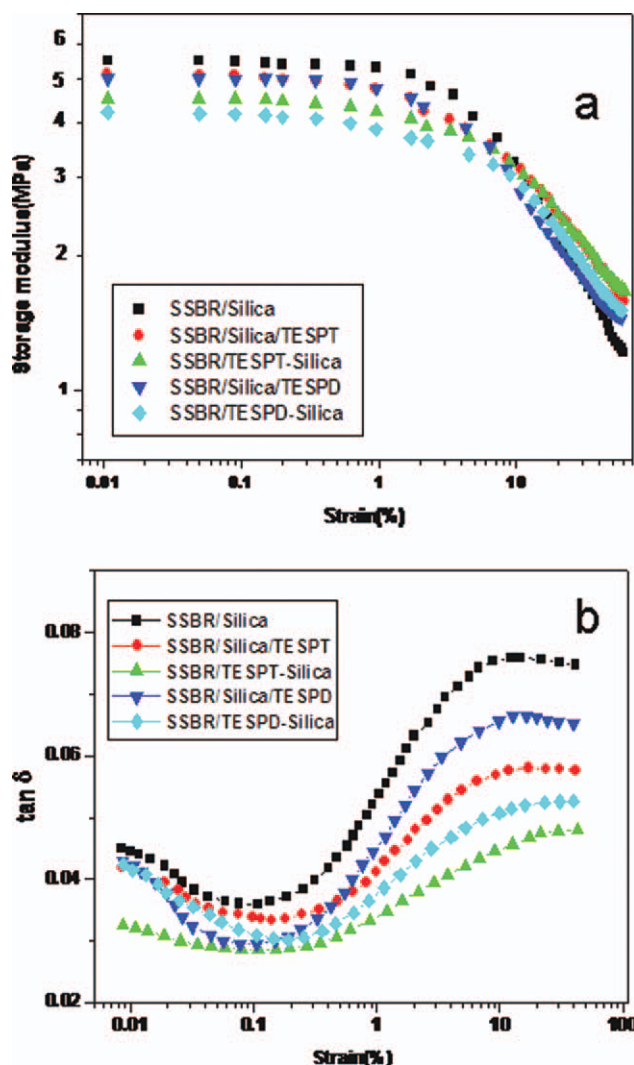 6
5
4
3
2
1
Storage modulus(MPa)
a
SSBR/Silica
SSBR/Silica/TESPT
SSBR/TESPT-Silica
SSBR/Silica/TESPD
SSBR/TESPD-Silica
0.01 0.1 1 10
Strain(%)
b
SSBR/Silica
SSBR/Silica/TESPT
SSBR/TESPT-Silica
SSBR/Silica/TESPD
SSBR/TESPD-Silica
0.08
0.06
0.04
0.02
tan δ
0.01 0.1 1 10 100
Strain(%)